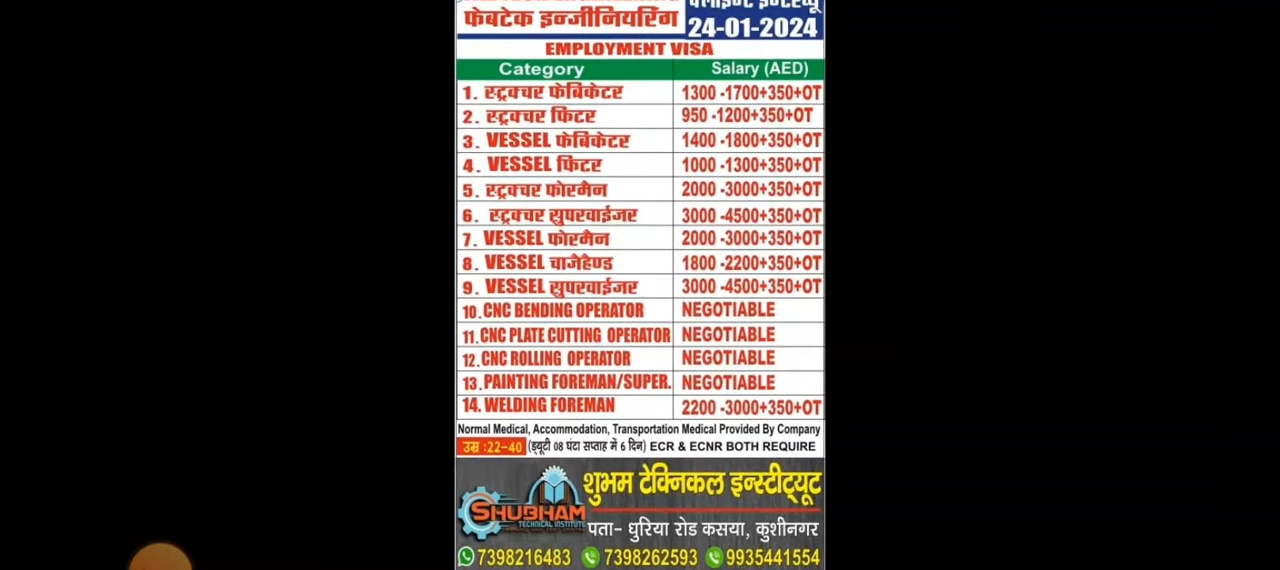 फेबटेक इन्जीनियरिंग
24-01-2024
EMPLOYMENT VISA
Category Salary (AED)
1. स्ट्रक्चर फेबिकेटर 1300 -1700+350+OT
2. स्ट्रक्चर फिटर 950 -1200+350+OT
3. VESSEL फेबिकेटर 1400 -1800+350+OT
4. VESSEL फिटर 1000 -1300+350+OT
5. स्ट्रक्चर फोरमैन 2000 -3000+350+OT
6. स्ट्रक्चर सुपरवाईजर 3000 -4500+350+OT
7. VESSEL फोरमैन 2000 -3000+350+OT
8. VESSEL चाजैहैण्ड 1800 -2200+350+OT
9. VESSEL सुपरवाईजर 3000 -4500+350+OT
10. CNC BENDING OPERATOR NEGOTIABLE
11. CNC PLATE CUTTING OPERATOR NEGOTIABLE
12. CNC ROLLING OPERATOR NEGOTIABLE
13. PAINTING FOREMAN/SUPER. NEGOTIABLE
14. WELDING FOREMAN 2200 -3000+350+OT
Normal Medical, Accommodation, Transportation Medical Provided By Company
उम्र :22-40 (ड्यूटी 08 घंटा सप्ताह में 6 दिन) ECR & ECNR BOTH REQUIRE
शुभम टेक्निकल इन्स्टीट्यूट
SHUBHAM
TECHNICAL INSTITUTE
पता- धुरिया रोड कसया, कुशीनगर
7398216483 7398262593 9935441554